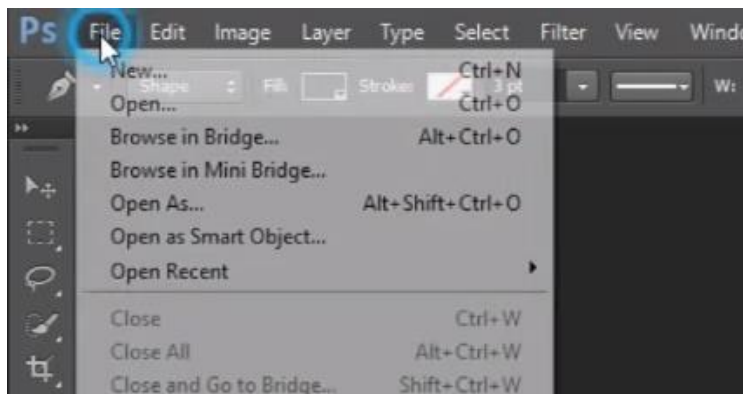 Ps File Edit Image Layer Type Select Filter View Windo
New... Ctrl+N
Shape Fill: Stroke: 3 pt W:
Open... Ctrl+O
Browse in Bridge... Alt+Ctrl+O
Browse in Mini Bridge...
Open As... Alt+Shift+Ctrl+O
Open as Smart Object...
Open Recent
Close Ctrl+W
Close All Alt+Ctrl+W
Close and Go to Bridge... Shift+Ctrl+W